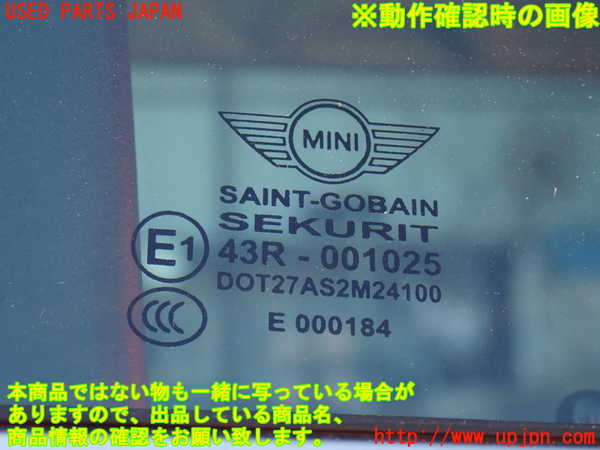 USED PARTS JAPAN
※動作確認時の画像
MINI
SAINT-GOBAIN
SEKURIT
E1
43R - 001025
DOT27AS2M24100
CCC
E 000184
本商品ではない物も一緒に写っている場合が
ありますので、出品している商品名、
商品情報の確認をお願い致します。
http://www.upjpn.com/